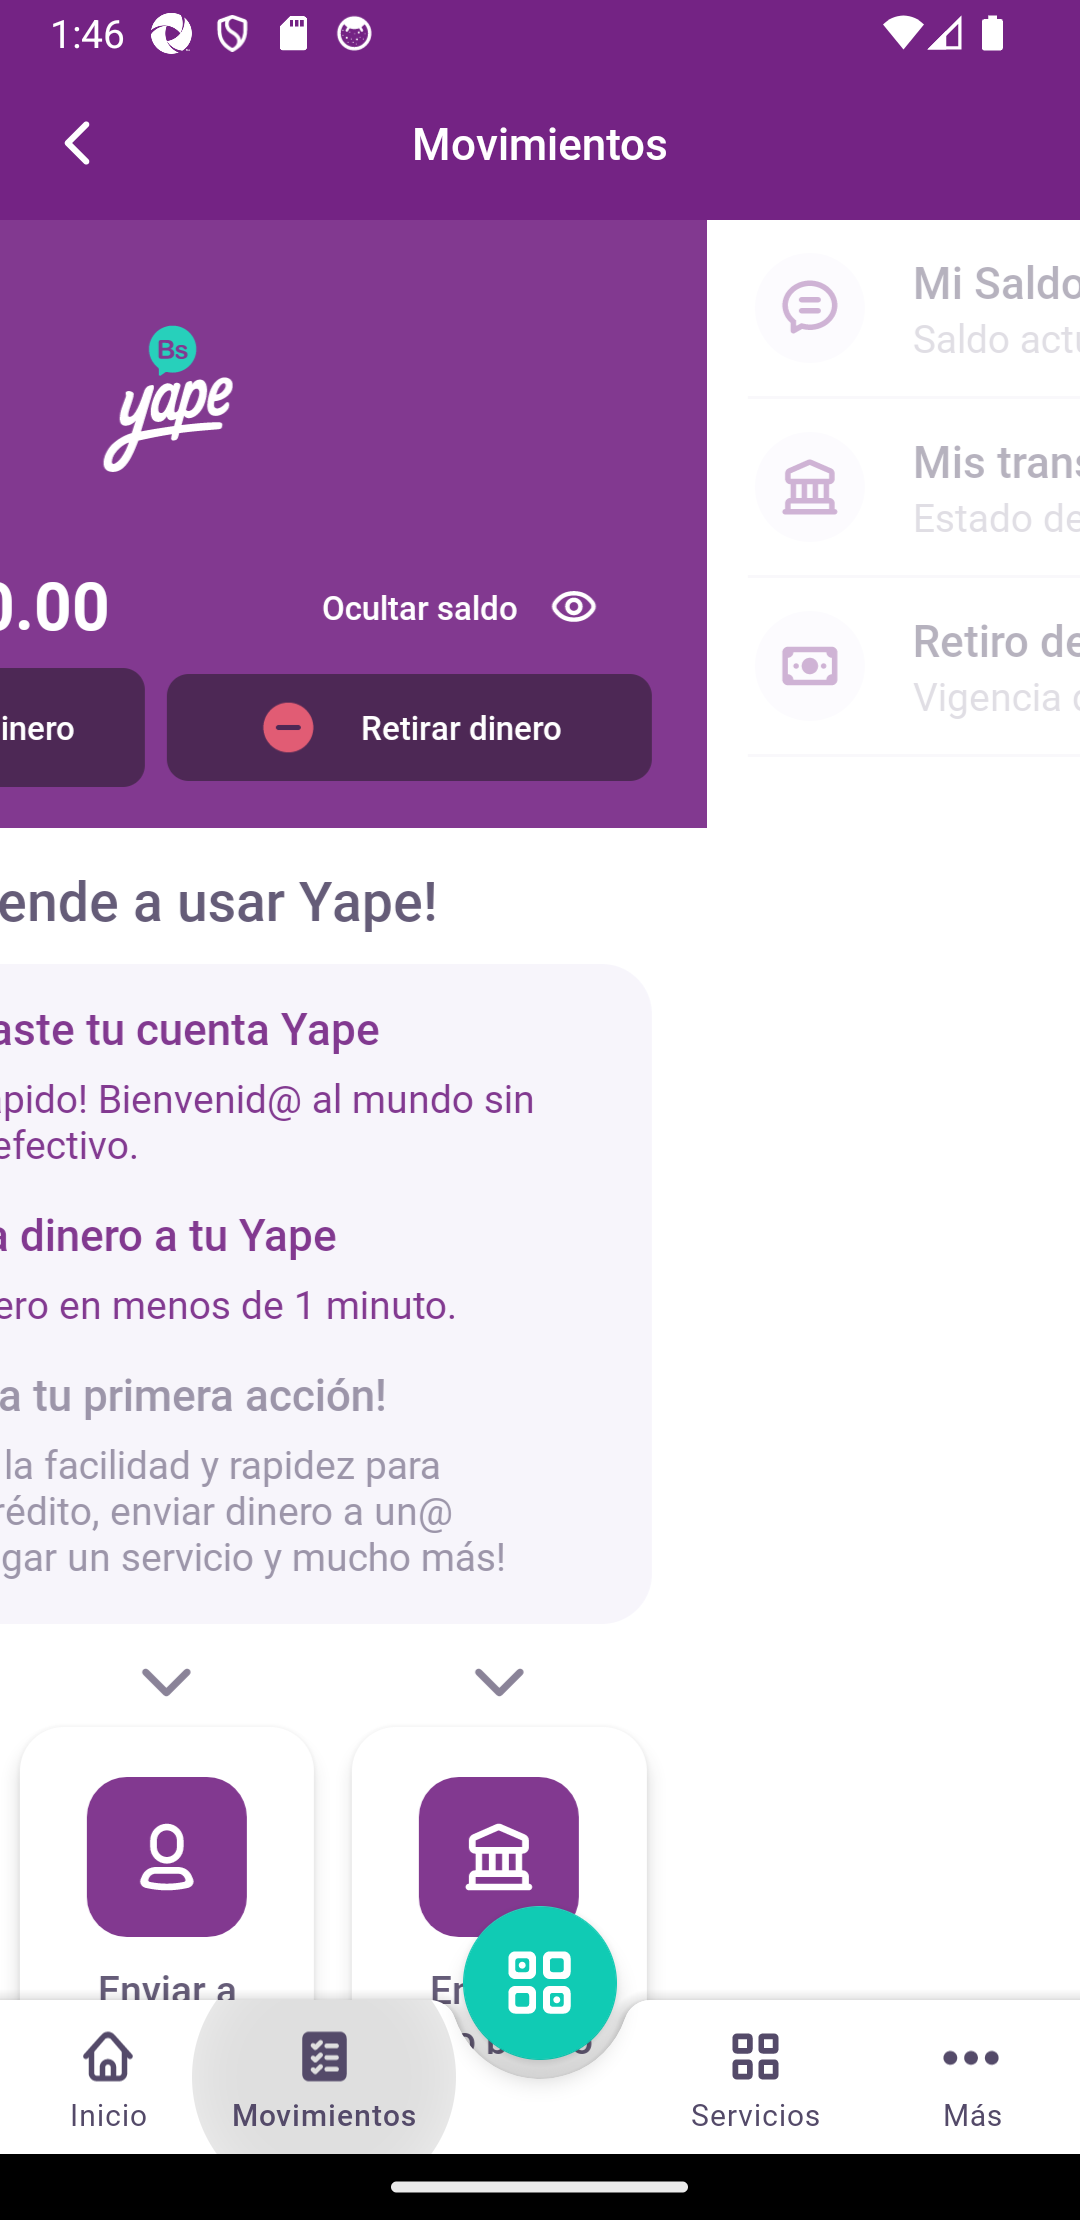 1:46
Movimientos
Bs
yape
0.00
Ocultar saldo
inero
Retirar dinero
Mi Saldo
Saldo actu
Mis trans
Estado de
Retiro de
Vigencia
ende a usar Yape!
aste tu cuenta Yape
ápido! Bienvenid@ al mundo sin
efectivo.
a dinero a tu Yape
ero en menos de 1 minuto.
a tu primera acción!
la facilidad y rapidez para
rédito, enviar dinero a un@
gar un servicio y mucho más!
Enviar a
En
Inicio
Movimientos
Servicios
Más